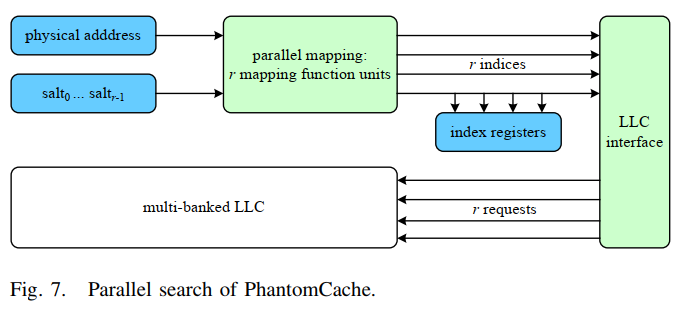 physical adddress
parallel mapping:
r mapping function units
salt0 ... saltr-1
r indices
index registers
LLC
interface
multi-banked LLC
r requests
Fig. 7. Parallel search of PhantomCache.